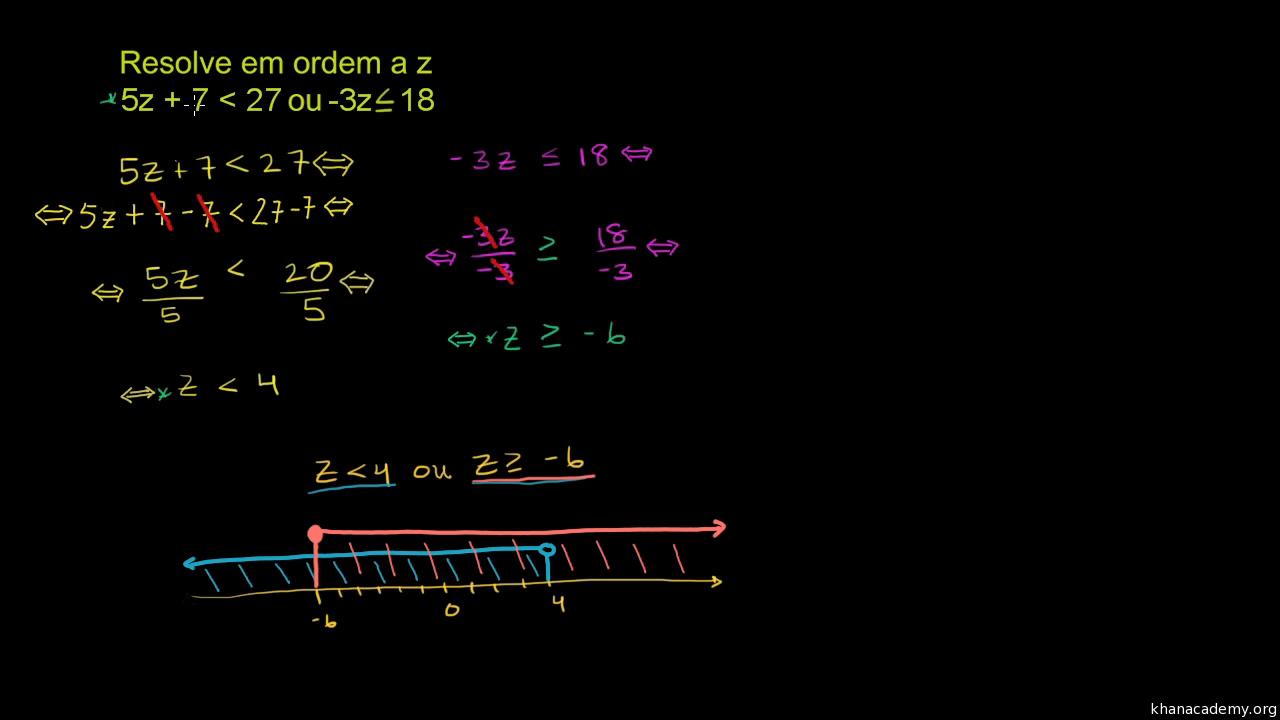 Resolve em ordem a z
*5z + 7 < 27 ou -3z ≤ 18
5z + 7 < 27 ⇔
⇔ 5z + 7 - 7 < 27 - 7 ⇔
⇔ 5z/5 < 20/5 ⇔
⇔ * z < 4
-3z ≤ 18 ⇔
⇔ -3z/-3 ≥ 18/-3 ⇔
⇔ * z ≥ -6
z < 4 ou z ≥ -6
-6 0 4
khanacademy.org